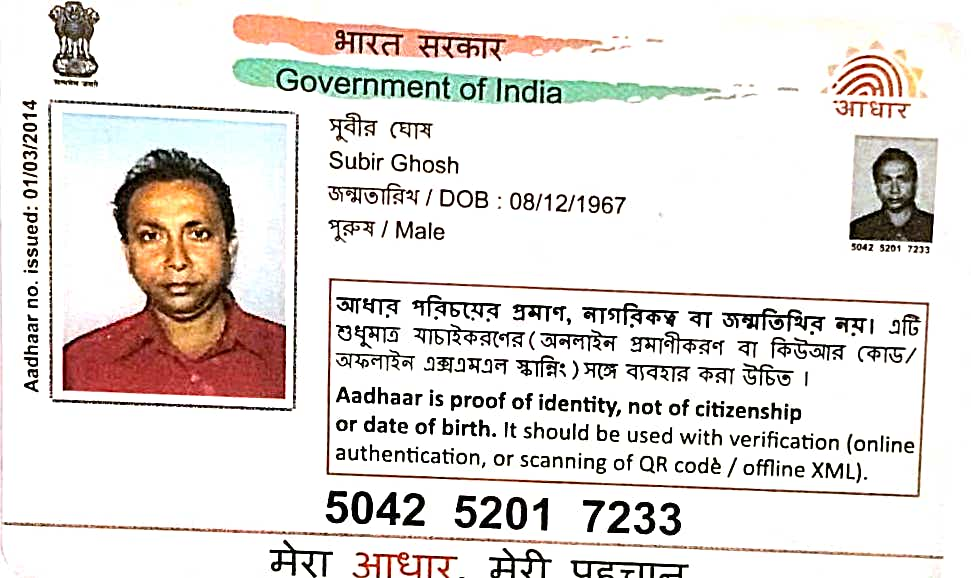 भारत सरकार
Government of India
आधार
Aadhaar no. issued: 01/03/2014
সুবীর ঘোষ
Subir Ghosh
জন্মতারিখ / DOB : 08/12/1967
পুরুষ / Male
5042 5201 7233
আধার পরিচয়ের প্রমাণ, নাগরিকত্ব বা জন্মতিথির নয়। এটি
শুধুমাত্র যাচাইকরণের (অনলাইন প্রমাণীকরণ বা কিউআর কোড/
অফলাইন এক্সএমএল স্ক্যানিং) সঙ্গে ব্যবহার করা উচিত ।
Aadhaar is proof of identity, not of citizenship
or date of birth. It should be used with verification (online
authentication, or scanning of QR code / offline XML).
5042 5201 7233
मेरा आधार, मेरी पहचान